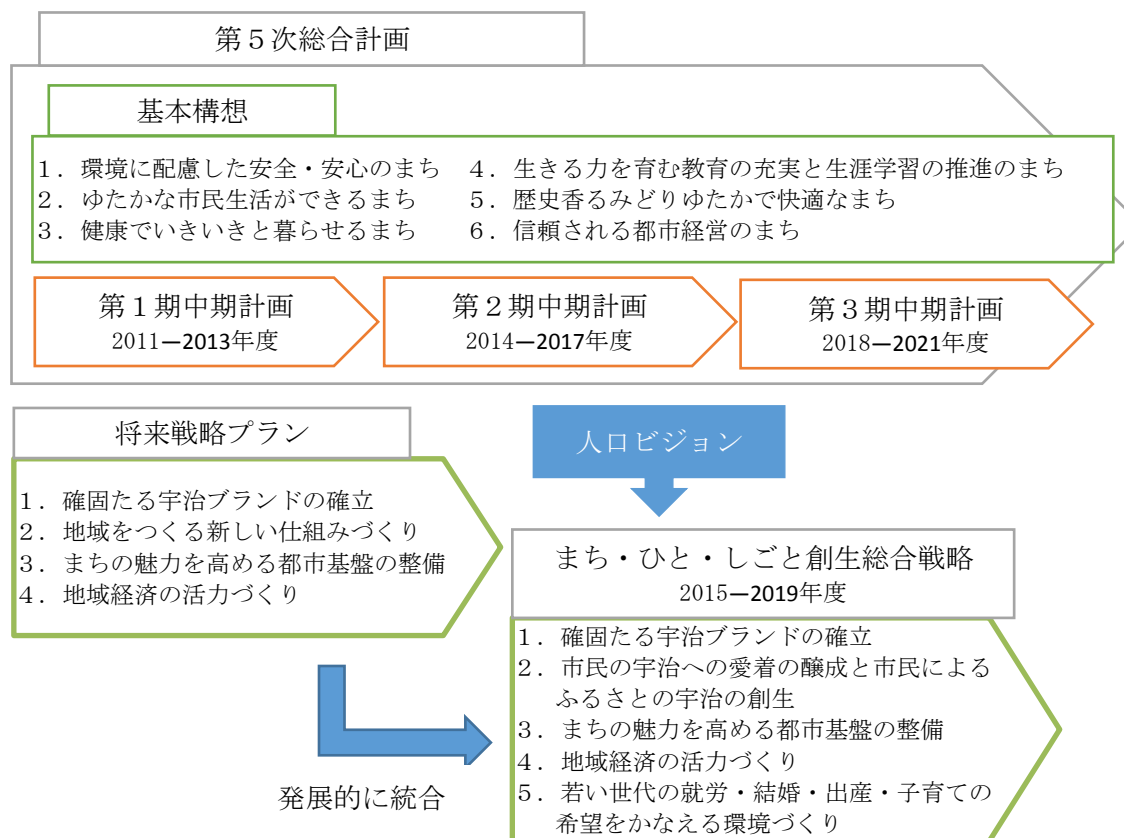 第５次総合計画
基本構想
１．環境に配慮した安全・安心のまち
２．ゆたかな市民生活ができるまち
３．健康でいきいきと暮らせるまち
４．生きる力を育む教育の充実と生涯学習の推進のまち
５．歴史香るみどりゆたかで快適なまち
６．信頼される都市経営のまち
第１期中期計画
2011―2013年度
第２期中期計画
2014―2017年度
第３期中期計画
2018―2021年度
将来戦略プラン
１．確固たる宇治ブランドの確立
２．地域をつくる新しい仕組みづくり
３．まちの魅力を高める都市基盤の整備
４．地域経済の活力づくり
人口ビジョン
まち・ひと・しごと創生総合戦略
2015―2019年度
１．確固たる宇治ブランドの確立
２．市民の宇治への愛着の醸成と市民による
ふるさとの宇治の創生
３．まちの魅力を高める都市基盤の整備
４．地域経済の活力づくり
５．若い世代の就労・結婚・出産・子育ての
希望をかなえる環境づくり
発展的に統合